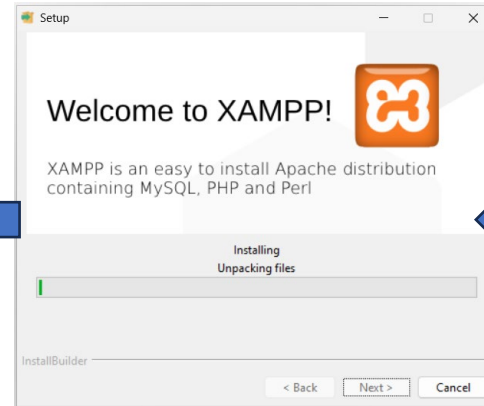 Setup
Welcome to XAMPP!
XAMPP is an easy to install Apache distribution
containing MySQL, PHP and Perl
Installing
Unpacking files
InstallBuilder
< Back
Next >
Cancel